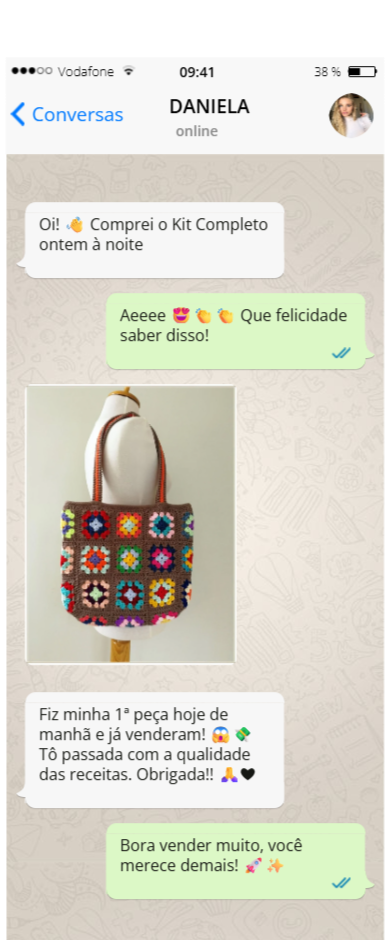 ●●●○○ Vodafone 09:41 38 %
Conversas DANIELA
online
Oi! 👏 Comprei o Kit Completo
ontem à noite
Aeeee 😍 👏 👏 Que felicidade
saber disso!
Fiz minha 1ª peça hoje de
manhã e já venderam! 😱 💸
Tô passada com a qualidade
das receitas. Obrigada!! 🙏 🖤
Bora vender muito, você
merece demais! 🚀 ✨